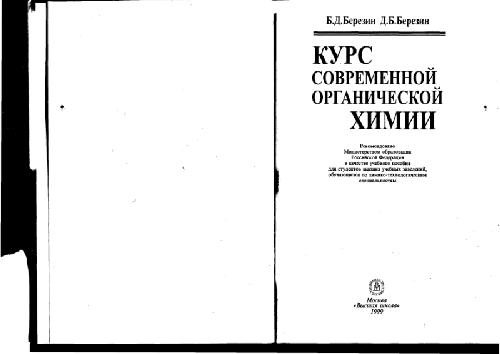 Б.Д.Березин Д.Б.Березин
КУРС
СОВРЕМЕННОЙ
ОРГАНИЧЕСКОЙ
ХИМИИ
Рекомендовано
Министерством образования
Российской Федерации
в качестве учебного пособия
для студентов высших учебных заведений,
обучающихся по химико-технологическим
специальностям
Москва
«Высшая школа»
1999